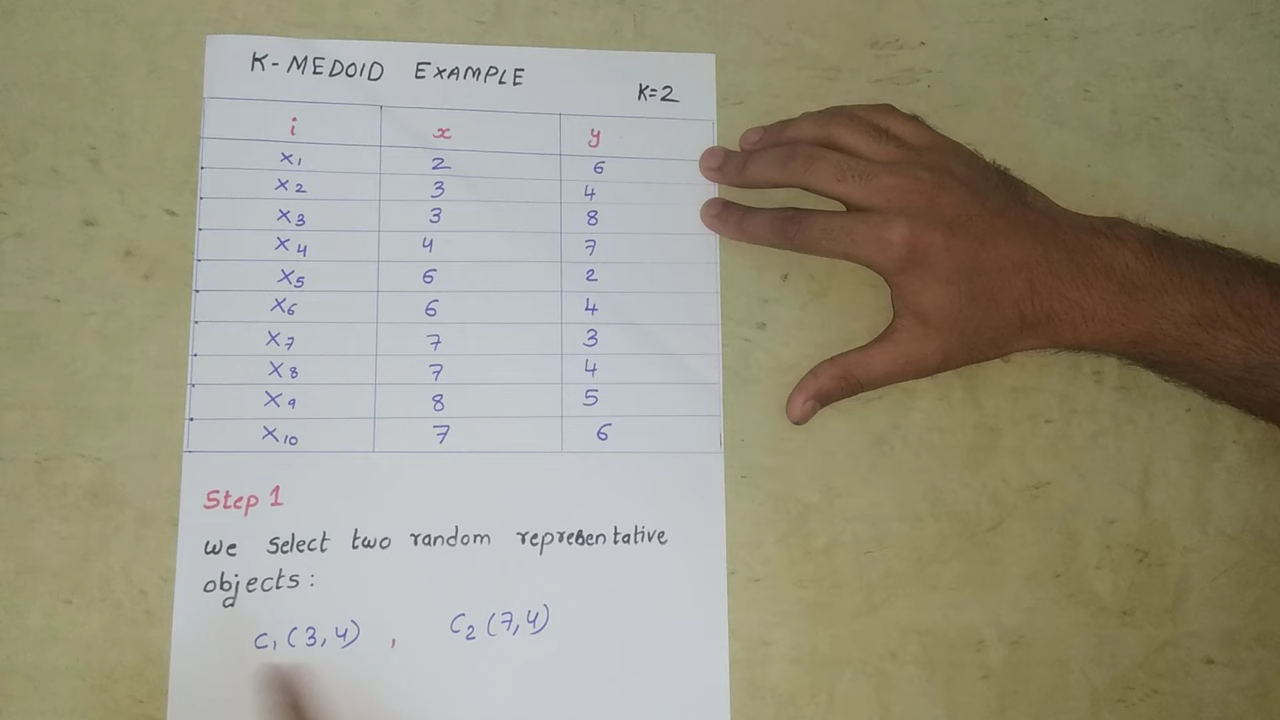 K-MEDOID EXAMPLE
K=2
i x y
X1 2 6
X2 3 4
X3 3 8
X4 4 7
X5 6 2
X6 6 4
X7 7 3
X8 7 4
X9 8 5
X10 7 6
Step 1
we select two random representative
objects:
C1(3,4) , C2(7,4)